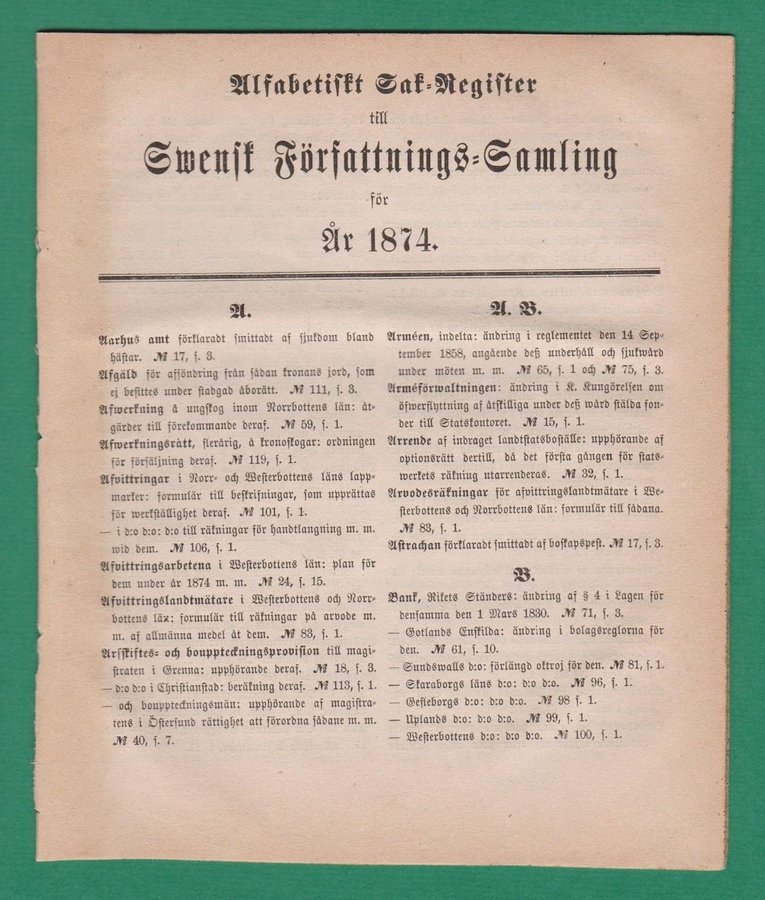 Alfabetiskt Sak-Register
till
Swensk Författnings-Samling
för
År 1874.
A.
Aarhus amt förklaradt smittadt af sjukdom bland
hästar. № 17, s. 3.
Afgäld för afsöndring från sådan kronans jord, som
ej besittes under stadgad åborätt. № 111, s. 3.
Afwerkning å ungskog inom Norrbottens län: åt-
gärder till förekommande deraf. № 59, s. 1.
Afwerkningsrätt, flerårig, å kronoskogar: ordningen
för försäljning deraf. № 119, s. 1.
Afvittringar i Norr- och Westerbottens läns lapp-
marker: formulär till beskrifningar, som upprättas
för werkställighet deraf. № 101, s. 1.
— i d:o d:o: d:o till räkningar för handtlangning m. m.
wid dem. № 106, s. 1.
Afvittringsarbetena i Westerbottens län: plan för
dem under år 1874 m. m. № 24, s. 15.
Afvittringslandtmätare i Westerbottens och Norr-
bottens län: formulär till räkningar på arvode m.
m. af allmänna medel åt dem. № 83, s. 1.
Arfskiftes- och bouppteckningsprovision till magi-
straten i Grenna: upphörande deraf. № 18, s. 3.
— d:o d:o i Christianstad: beräkning deraf. № 113, s. 1.
— och bouppteckningsmän: upphörande af magistra-
tens i Östersund rättighet att förordna sådane m. m.
№ 40, s. 7.
A. B.
Arméen, indelta: ändring i reglementet den 14 Sep-
tember 1858, angående deß underhåll och sjukwård
under möten m. m. № 65, s. 1 och № 75, s. 3.
Arméförwaltningen: ändring i K. Kungörelsen om
öfwerflyttning af åtskilliga under deß wård stälda fon-
der till Statskontoret. № 15, s. 1.
Arrende af indraget landtstatsboställe: upphörande af
optionsrätt dertill, då det första gången för stats-
werkets räkning utarrenderas. № 32, s. 1.
Arvodesräkningar för afvittringslandtmätare i We-
sterbottens och Norrbottens län: formulär till sådana.
№ 83, s. 1.
Astrachan förklaradt smittadt af boskapspest. № 17, s. 3.
B.
Bank, Rikets Ständers: ändring af § 4 i Lagen för
densamma den 1 Mars 1830. № 71, s. 3.
— Gotlands Enskilda: ändring i bolagsreglorna för
den. № 61, s. 10.
— Sundswalls d:o: förlängd oktroj för den. № 81, s. 1.
— Skaraborgs läns d:o: d:o d:o. № 96, s. 1.
— Gefleborgs d:o: d:o d:o. № 98 s. 1.
— Uplands d:o: d:o d:o. № 99, s. 1.
— Westerbottens d:o: d:o d:o. № 100, s. 1.